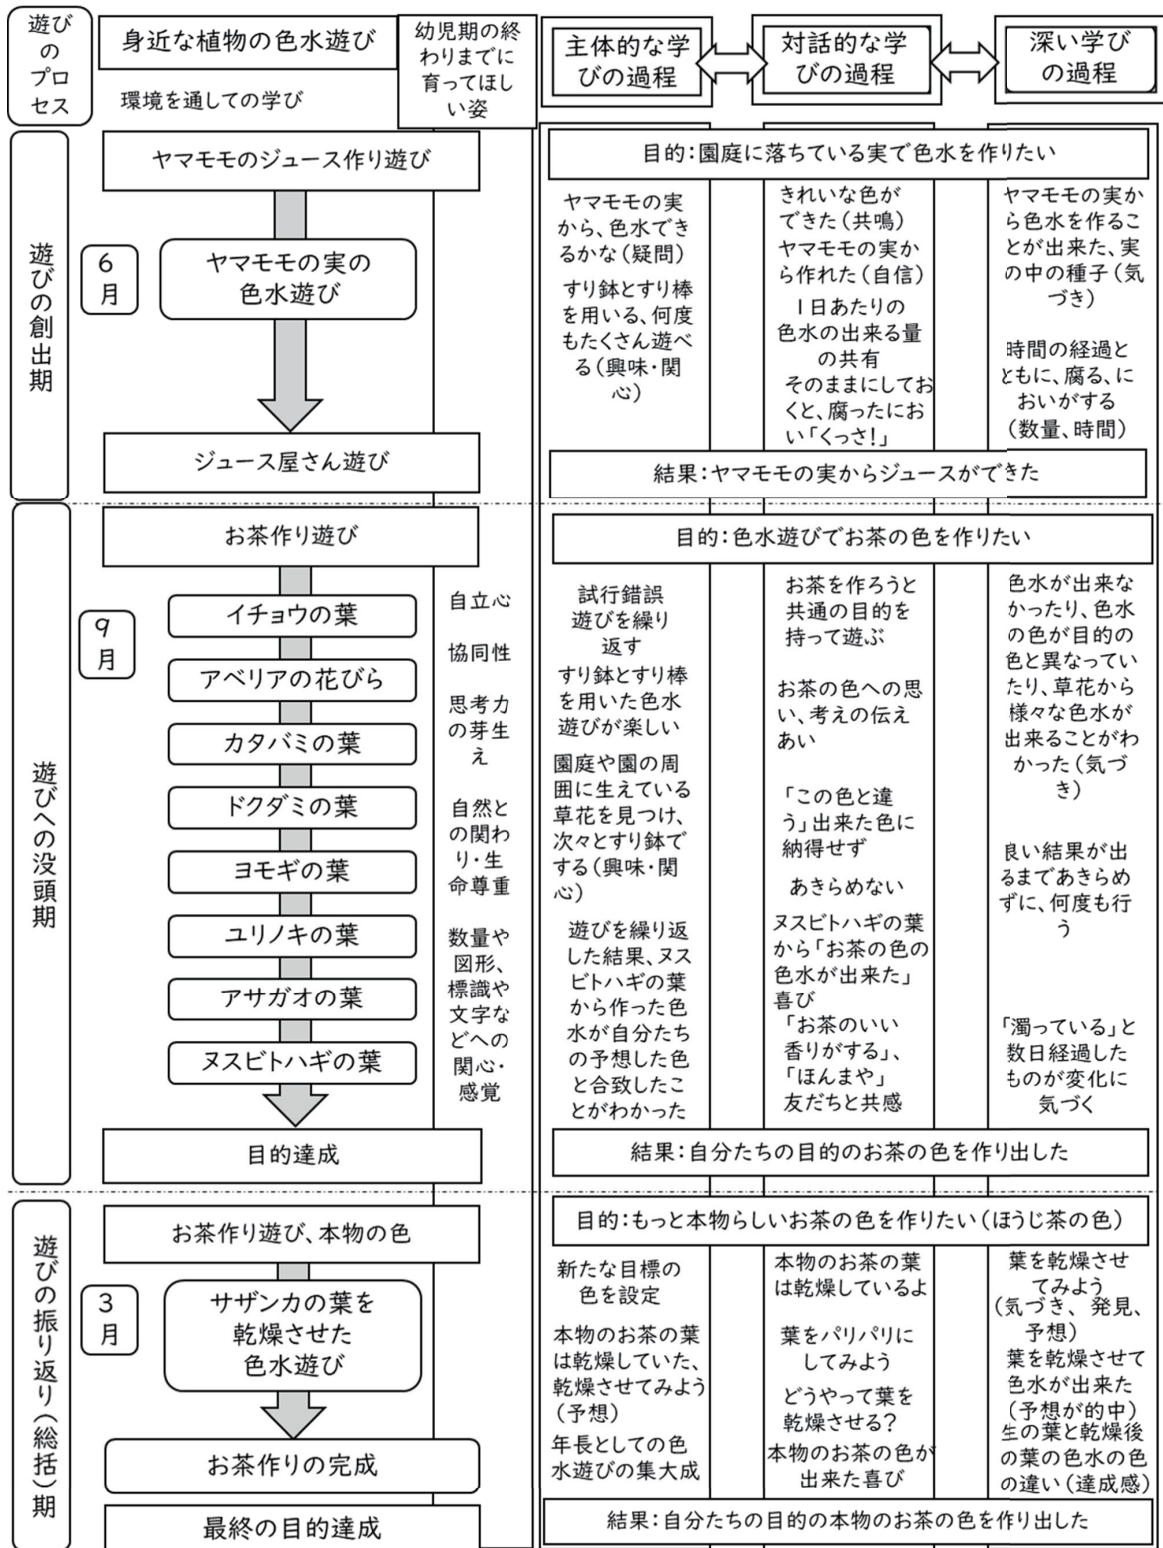 遊び
の
プロ
セス
身近な植物の色水遊び
環境を通しての学び
幼児期の終
わりまでに
育ってほし
い姿
主体的な学
びの過程
対話的な学
びの過程
深い学び
の過程
遊びの創出期
6
月
ヤマモモのジュース作り遊び
ヤマモモの実の
色水遊び
ジュース屋さん遊び
目的：園庭に落ちている実で色水を作りたい
ヤマモモの実
から、色水でき
るかな（疑問）
すり鉢とすり棒
を用いる、何度
もたくさん遊べ
る（興味・関
心）
きれいな色が
できた（共鳴）
ヤマモモの実か
ら作れた（自信）
1日あたりの
色水の出来る量
の共有
そのままにしてお
くと、腐ったにお
い「くっさ！」
ヤマモモの実か
ら色水を作るこ
とが出来た、実
の中の種子（気
づき）
時間の経過と
ともに、腐る、に
おいがする
（数量、時間）
結果：ヤマモモの実からジュースができた
遊びへの没頭期
9
月
お茶作り遊び
イチョウの葉
アベリアの花びら
カタバミの葉
ドクダミの葉
ヨモギの葉
ユリノキの葉
アサガオの葉
ヌスビトハギの葉
目的達成
自立心
協同性
思考力
の芽生
え
自然と
の関わ
り・生
命尊重
数量や
図形、
標識や
文字な
どへの
関心・
感覚
目的：色水遊びでお茶の色を作りたい
試行錯誤
遊びを繰り
返す
すり鉢とすり棒
を用いた色水
遊びが楽しい
園庭や園の周
囲に生えている
草花を見つけ、
次々とすり鉢で
する（興味・関
心）
遊びを繰り返
した結果、ヌス
ビトハギの葉
から作った色
水が自分たち
の予想した色
と合致したこ
とがわかった
お茶を作ろうと
共通の目的を
持って遊ぶ
お茶の色への思
い、考えの伝え
あい
「この色と違
う」出来た色に
納得せず
あきらめない
ヌスビトハギの葉
から「お茶の色の
色水が出来た」
喜び
「お茶のいい
香りがする」、
「ほんまや」
友だちと共感
色水が出来な
かったり、色水
の色が目的の
色と異なってい
たり、草花から
様々な色水が
出来ることがわ
かった（気づ
き）
良い結果が出
るまであきらめ
ずに、何度も行
う
「濁っている」と
数日経過した
ものが変化に
気づく
結果：自分たちの目的のお茶の色を作り出した
遊びの振り返り（総括）期
3
月
お茶作り遊び、本物の色
サザンカの葉を
乾燥させた
色水遊び
お茶作りの完成
最終の目的達成
目的：もっと本物らしいお茶の色を作りたい（ほうじ茶の色）
新たな目標の
色を設定
本物のお茶の葉
は乾燥していた、
乾燥させてみよう
（予想）
年長としての色
水遊びの集大成
本物のお茶の葉
は乾燥しているよ
葉をパリパリに
してみよう
どうやって葉を
乾燥させる？
本物のお茶の色が
出来た喜び
葉を乾燥させ
てみよう
（気づき、 発見、
予想）
葉を乾燥させて
色水が出来た
（予想が的中）
生の葉と乾燥後
の葉の色水の色
の違い（達成感）
結果：自分たちの目的の本物のお茶の色を作り出した